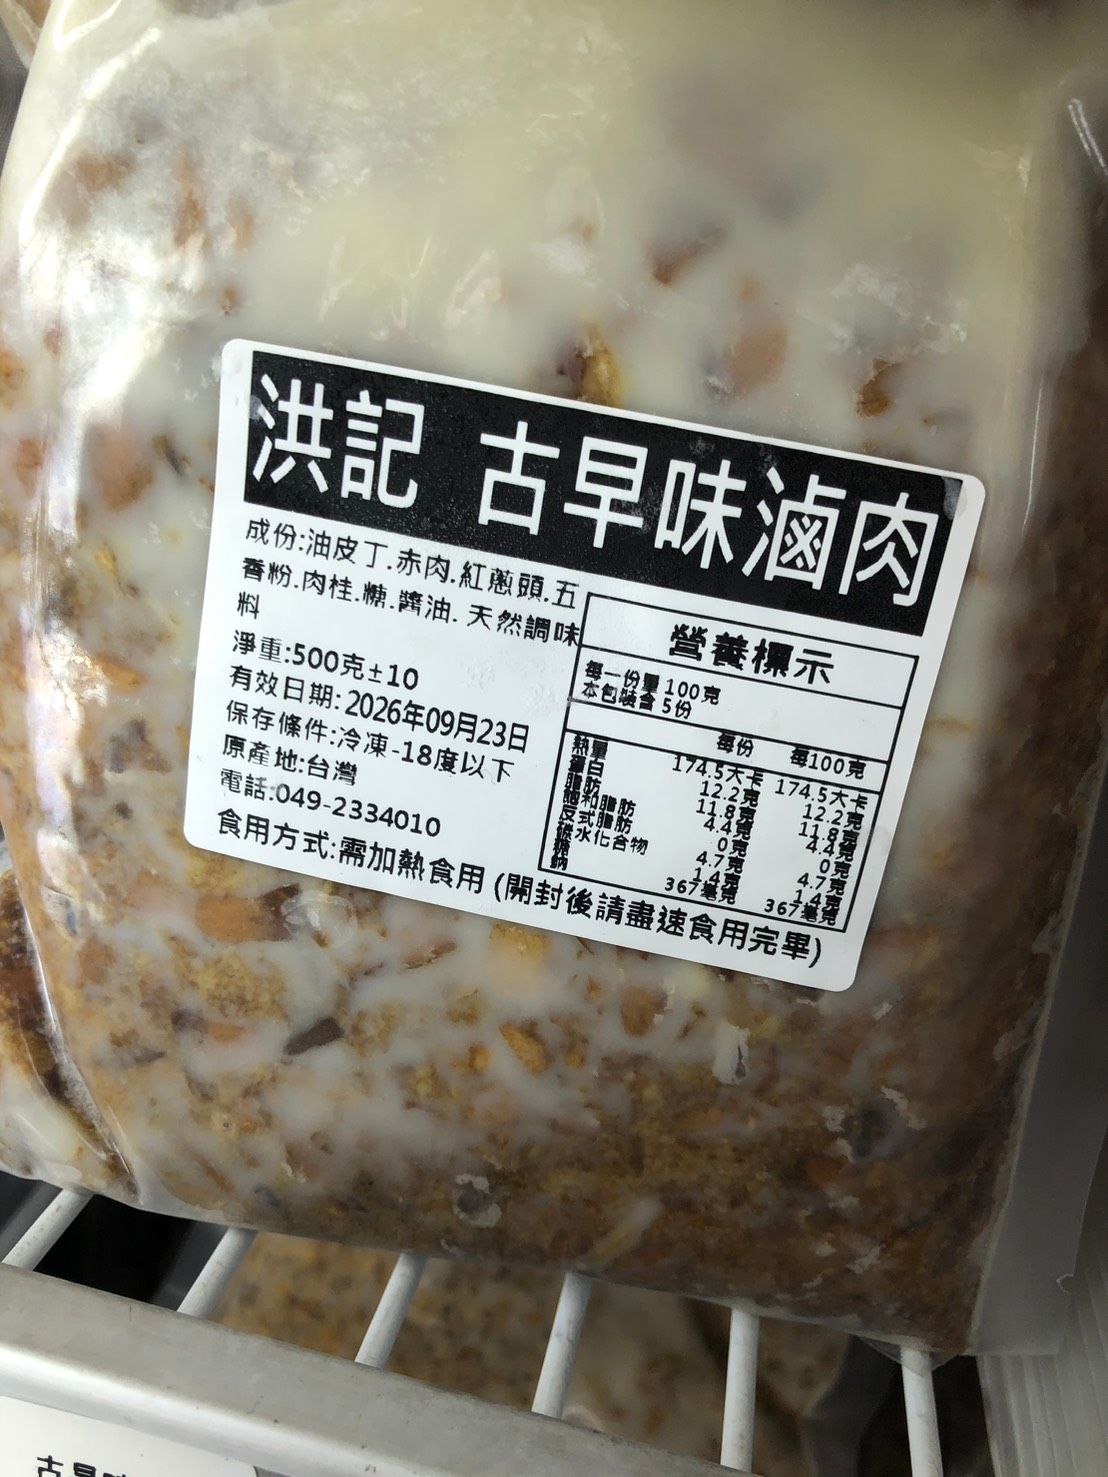 洪記 古早味滷肉
成份:油皮丁.赤肉.紅蔥頭.五
香粉.肉桂.糖.醬油.天然調味
料
淨重:500克±10
有效日期:2026年09月23日
保存條件:冷凍-18度以下
原產地:台灣
電話:049-2334010
食用方式:需加熱食用 (開封後請盡速食用完畢)
營養標示
每一份量 100克
本包裝含 5份
每份 每100克
熱量 174.5大卡 174.5大卡
蛋白 12.2克 12.2克
脂肪 11.8克 11.8克
飽和脂肪 4.4克 4.4克
反式脂肪 0克 0克
碳水化合物 4.7克 4.7克
糖 1.4克 1.4克
鈉 367毫克 367毫克
古早味